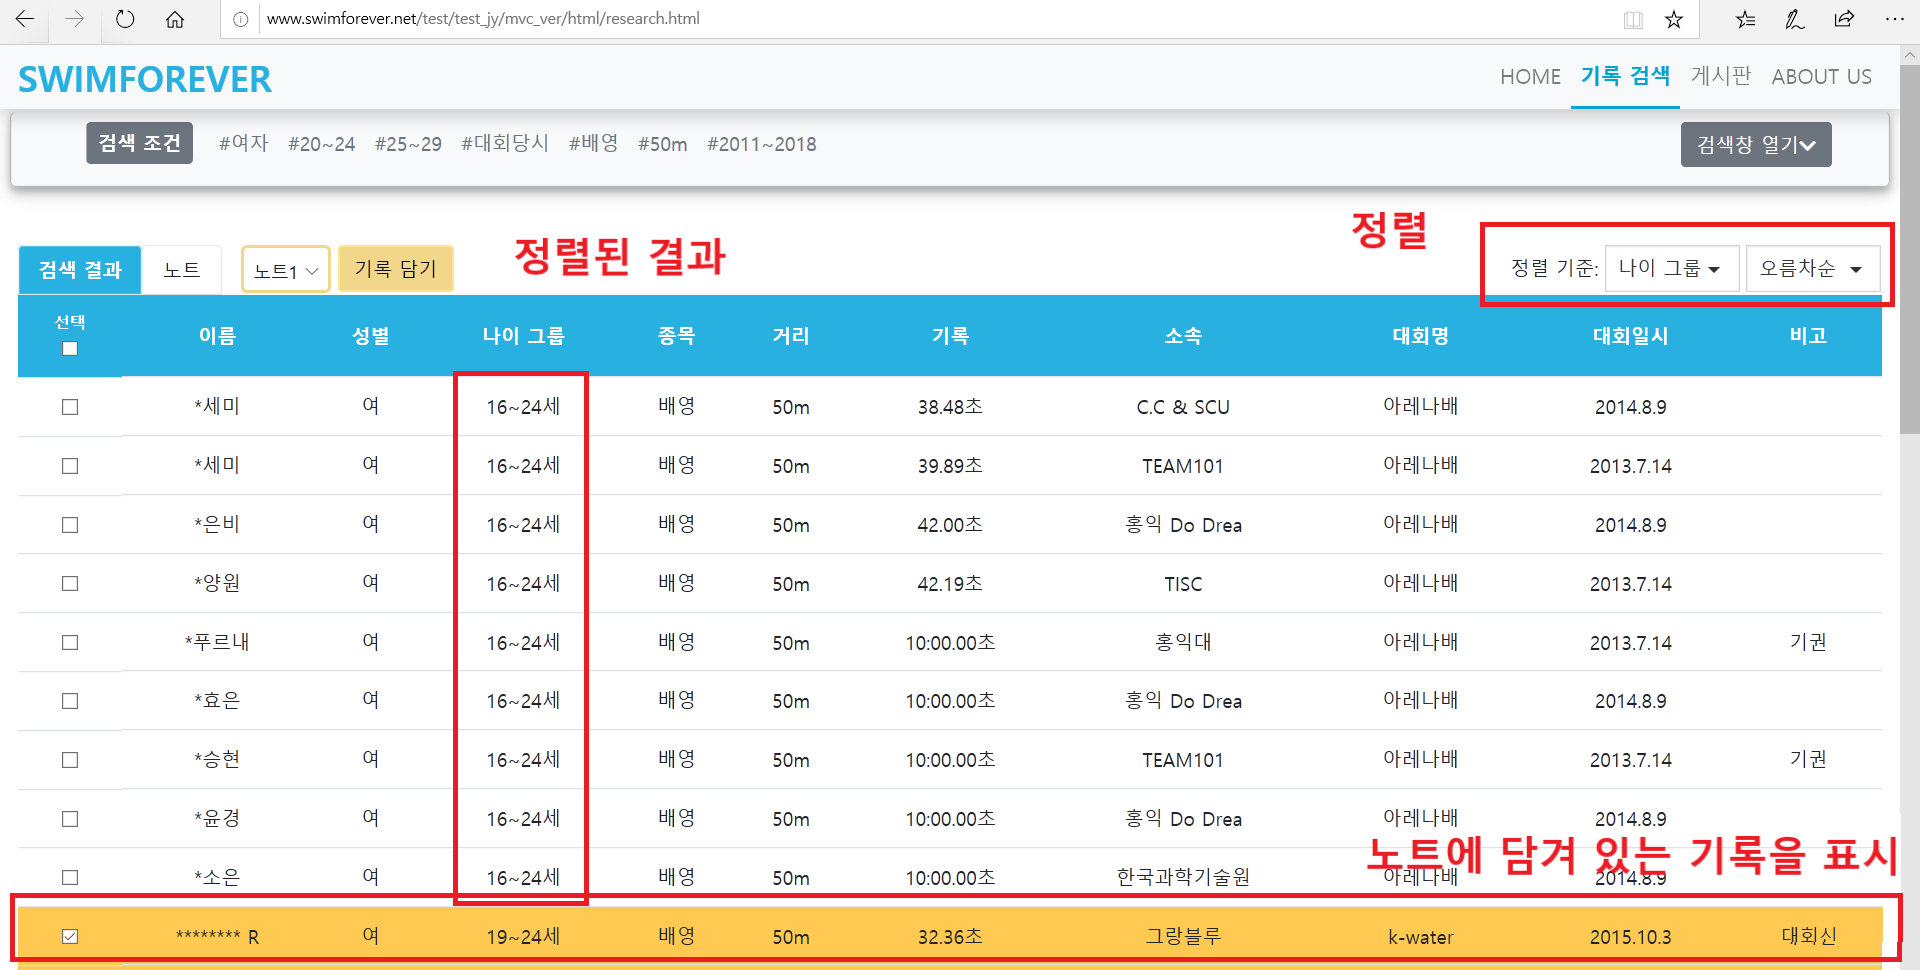 www.swimforever.net/test/test_jy/mvc_ver/html/research.html
SWIMFOREVER HOME 기록 검색 게시판 ABOUT US
검색 조건 #여자 #20~24 #25~29 #대회당시 #배영 #50m #2011~2018 검색창 열기
정렬된 결과 정렬
검색 결과 노트 노트1 기록 담기 정렬 기준: 나이 그룹 오름차순
선택 이름 성별 나이 그룹 종목 거리 기록 소속 대회명 대회일시 비고
*세미 여 16~24세 배영 50m 38.48초 C.C & SCU 아레나배 2014.8.9
*세미 여 16~24세 배영 50m 39.89초 TEAM101 아레나배 2013.7.14
*은비 여 16~24세 배영 50m 42.00초 홍익 Do Drea 아레나배 2014.8.9
*양원 여 16~24세 배영 50m 42.19초 TISC 아레나배 2013.7.14
*푸르내 여 16~24세 배영 50m 10:00.00초 홍익대 아레나배 2013.7.14 기권
*효은 여 16~24세 배영 50m 10:00.00초 홍익 Do Drea 아레나배 2014.8.9
*승현 여 16~24세 배영 50m 10:00.00초 TEAM101 아레나배 2013.7.14 기권
*윤경 여 16~24세 배영 50m 10:00.00초 홍익 Do Drea 아레나배 2014.8.9
노트에 담겨 있는 기록을 표시
*소은 여 16~24세 배영 50m 10:00.00초 한국과학기술원 아레나배 2014.8.9
******** R 여 19~24세 배영 50m 32.36초 그랑블루 k-water 2015.10.3 대회신